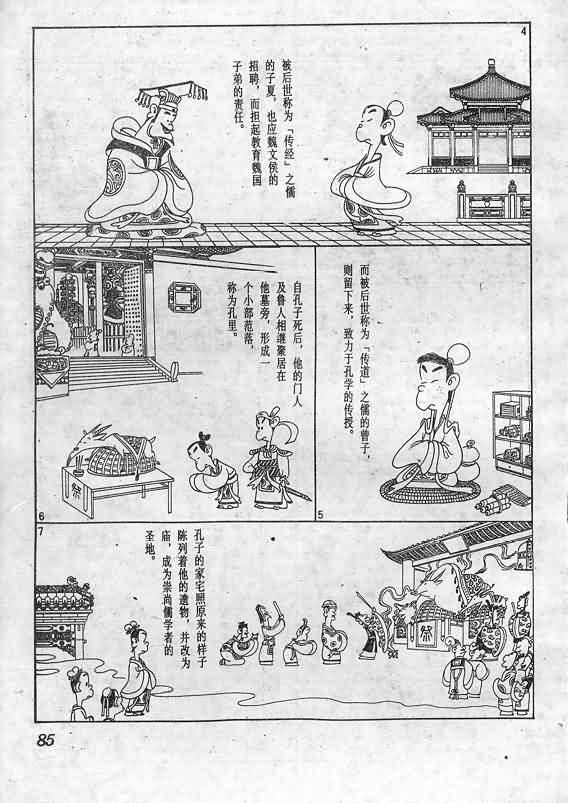 4
被后世称为「传经」之儒
的子夏，也应魏文侯的
招聘，而担起教育魏国
子弟的责任。
而被后世称为「传道」之儒的曾子，
则留下来，致力于孔学的传授。
5
自孔子死后，他的门人
及鲁人相继聚居在
他墓旁，形成一
个小部范落，
称为孔里。
祭
6
7
孔子的家宅照原来的样子
陈列着他的遗物，并改为
庙，成为崇尚儒学者的
圣地。
祭
85